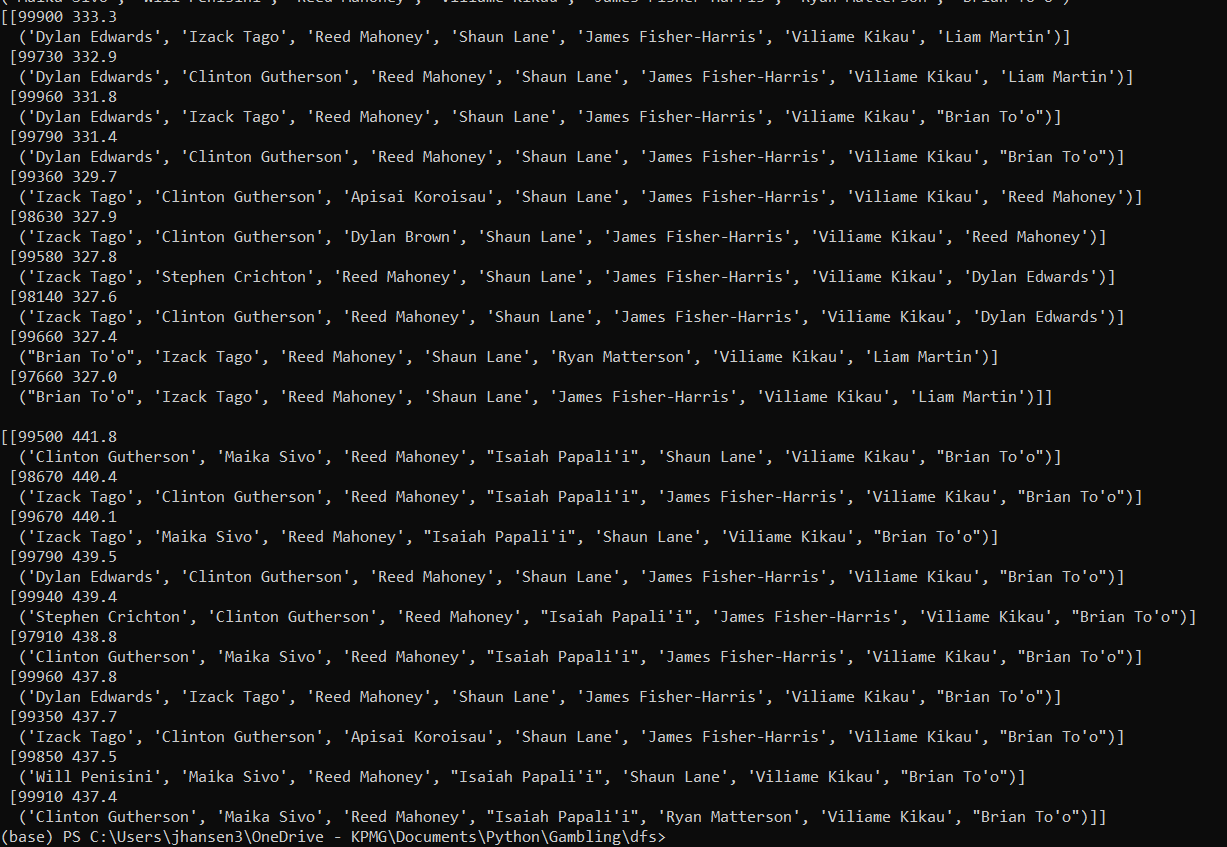 ('Maika Sivo', 'Will Penisini', 'Reed Mahoney', 'Viliame Kikau', 'James Fisher-Harris', 'Ryan Matterson', "Brian To'o")
[[99900 333.3
('Dylan Edwards', 'Izack Tago', 'Reed Mahoney', 'Shaun Lane', 'James Fisher-Harris', 'Viliame Kikau', 'Liam Martin')]
[99730 332.9
('Dylan Edwards', 'Clinton Gutherson', 'Reed Mahoney', 'Shaun Lane', 'James Fisher-Harris', 'Viliame Kikau', 'Liam Martin')]
[99960 331.8
('Dylan Edwards', 'Izack Tago', 'Reed Mahoney', 'Shaun Lane', 'James Fisher-Harris', 'Viliame Kikau', "Brian To'o")]
[99790 331.4
('Dylan Edwards', 'Clinton Gutherson', 'Reed Mahoney', 'Shaun Lane', 'James Fisher-Harris', 'Viliame Kikau', "Brian To'o")]
[99360 329.7
('Izack Tago', 'Clinton Gutherson', 'Apisai Koroisau', 'Shaun Lane', 'James Fisher-Harris', 'Viliame Kikau', 'Reed Mahoney')]
[98630 327.9
('Izack Tago', 'Clinton Gutherson', 'Dylan Brown', 'Shaun Lane', 'James Fisher-Harris', 'Viliame Kikau', 'Reed Mahoney')]
[99580 327.8
('Izack Tago', 'Stephen Crichton', 'Reed Mahoney', 'Shaun Lane', 'James Fisher-Harris', 'Viliame Kikau', 'Dylan Edwards')]
[98140 327.6
('Izack Tago', 'Clinton Gutherson', 'Reed Mahoney', 'Shaun Lane', 'James Fisher-Harris', 'Viliame Kikau', 'Dylan Edwards')]
[99660 327.4
("Brian To'o", 'Izack Tago', 'Reed Mahoney', 'Shaun Lane', 'Ryan Matterson', 'Viliame Kikau', 'Liam Martin')]
[97660 327.0
("Brian To'o", 'Izack Tago', 'Reed Mahoney', 'Shaun Lane', 'James Fisher-Harris', 'Viliame Kikau', 'Liam Martin')]]
[[99500 441.8
('Clinton Gutherson', 'Maika Sivo', 'Reed Mahoney', "Isaiah Papali'i", 'Shaun Lane', 'Viliame Kikau', "Brian To'o")]
[98670 440.4
('Izack Tago', 'Clinton Gutherson', 'Reed Mahoney', "Isaiah Papali'i", 'James Fisher-Harris', 'Viliame Kikau', "Brian To'o")]
[99670 440.1
('Izack Tago', 'Maika Sivo', 'Reed Mahoney', "Isaiah Papali'i", 'Shaun Lane', 'Viliame Kikau', "Brian To'o")]
[99790 439.5
('Dylan Edwards', 'Clinton Gutherson', 'Reed Mahoney', 'Shaun Lane', 'James Fisher-Harris', 'Viliame Kikau', "Brian To'o")]
[99940 439.4
('Stephen Crichton', 'Clinton Gutherson', 'Reed Mahoney', "Isaiah Papali'i", 'James Fisher-Harris', 'Viliame Kikau', "Brian To'o")]
[97910 438.8
('Clinton Gutherson', 'Maika Sivo', 'Reed Mahoney', "Isaiah Papali'i", 'James Fisher-Harris', 'Viliame Kikau', "Brian To'o")]
[99960 437.8
('Dylan Edwards', 'Izack Tago', 'Reed Mahoney', 'Shaun Lane', 'James Fisher-Harris', 'Viliame Kikau', "Brian To'o")]
[99350 437.7
('Izack Tago', 'Clinton Gutherson', 'Apisai Koroisau', 'Shaun Lane', 'James Fisher-Harris', 'Viliame Kikau', "Brian To'o")]
[99850 437.5
('Will Penisini', 'Maika Sivo', 'Reed Mahoney', "Isaiah Papali'i", 'Shaun Lane', 'Viliame Kikau', "Brian To'o")]
[99910 437.4
('Clinton Gutherson', 'Maika Sivo', 'Reed Mahoney', "Isaiah Papali'i", 'Ryan Matterson', 'Viliame Kikau', "Brian To'o")]]
(base) PS C:\Users\jhansen3\OneDrive - KPMG\Documents\Python\Gambling\dfs>